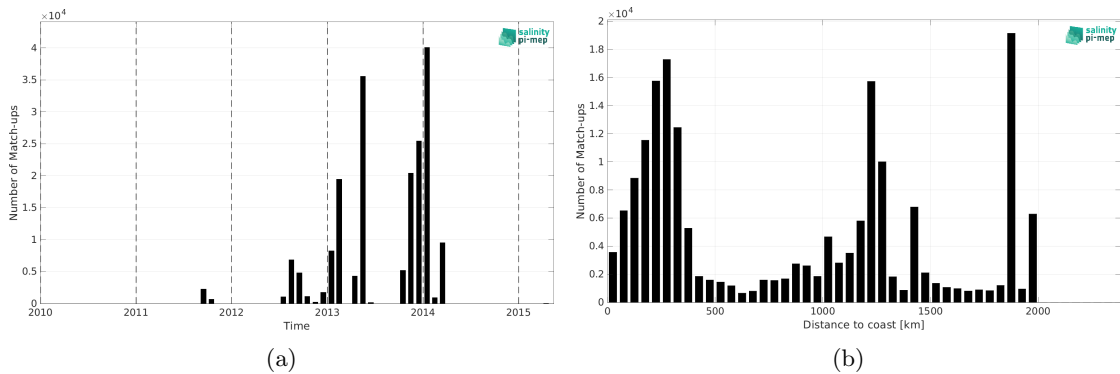 ×10⁴
4
3.5
3
2.5
2
1.5
1
0.5
0
Number of Match-ups
2010 2011 2012 2013 2014 2015
Time
salinity
pi-mep
(a)
2 ×10⁴
1.8
1.6
1.4
1.2
1
0.8
0.6
0.4
0.2
0
Number of Match-ups
0 500 1000 1500 2000
Distance to coast [km]
salinity
pi-mep
(b)